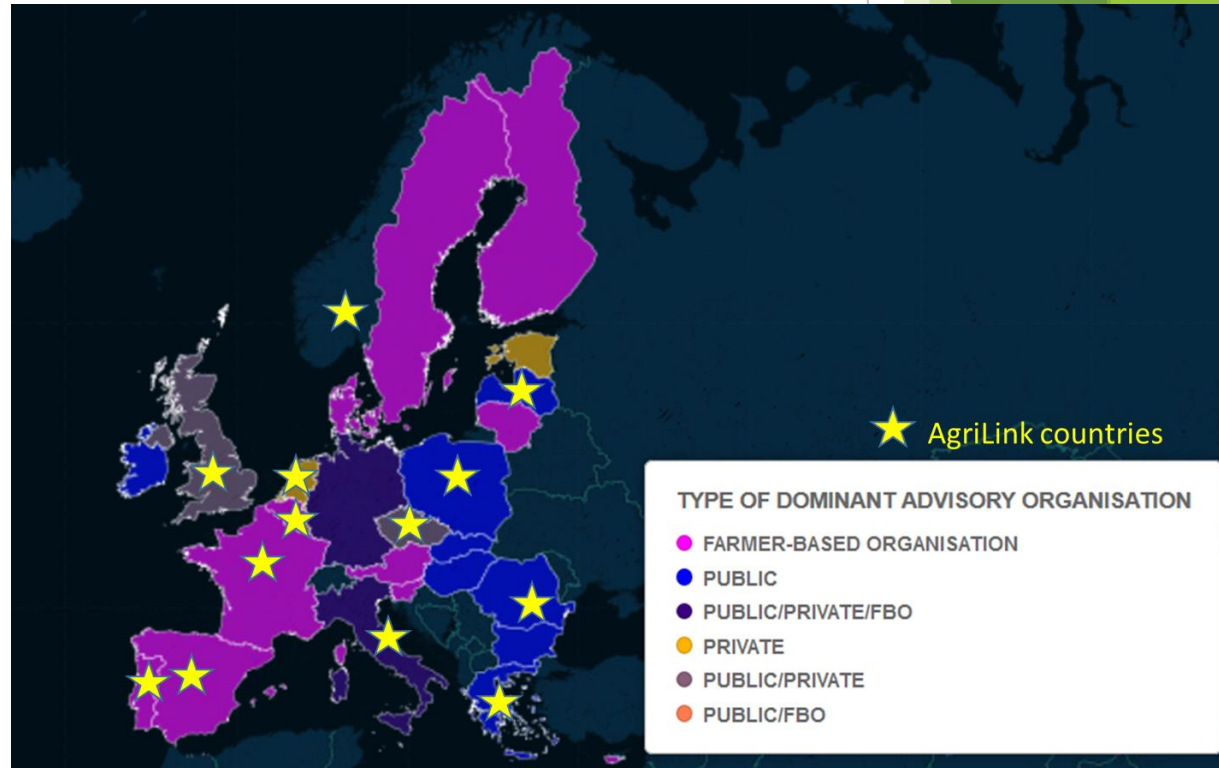 AgriLink countries
TYPE OF DOMINANT ADVISORY ORGANISATION
FARMER-BASED ORGANISATION
PUBLIC
PUBLIC/PRIVATE/FBO
PRIVATE
PUBLIC/PRIVATE
PUBLIC/FBO